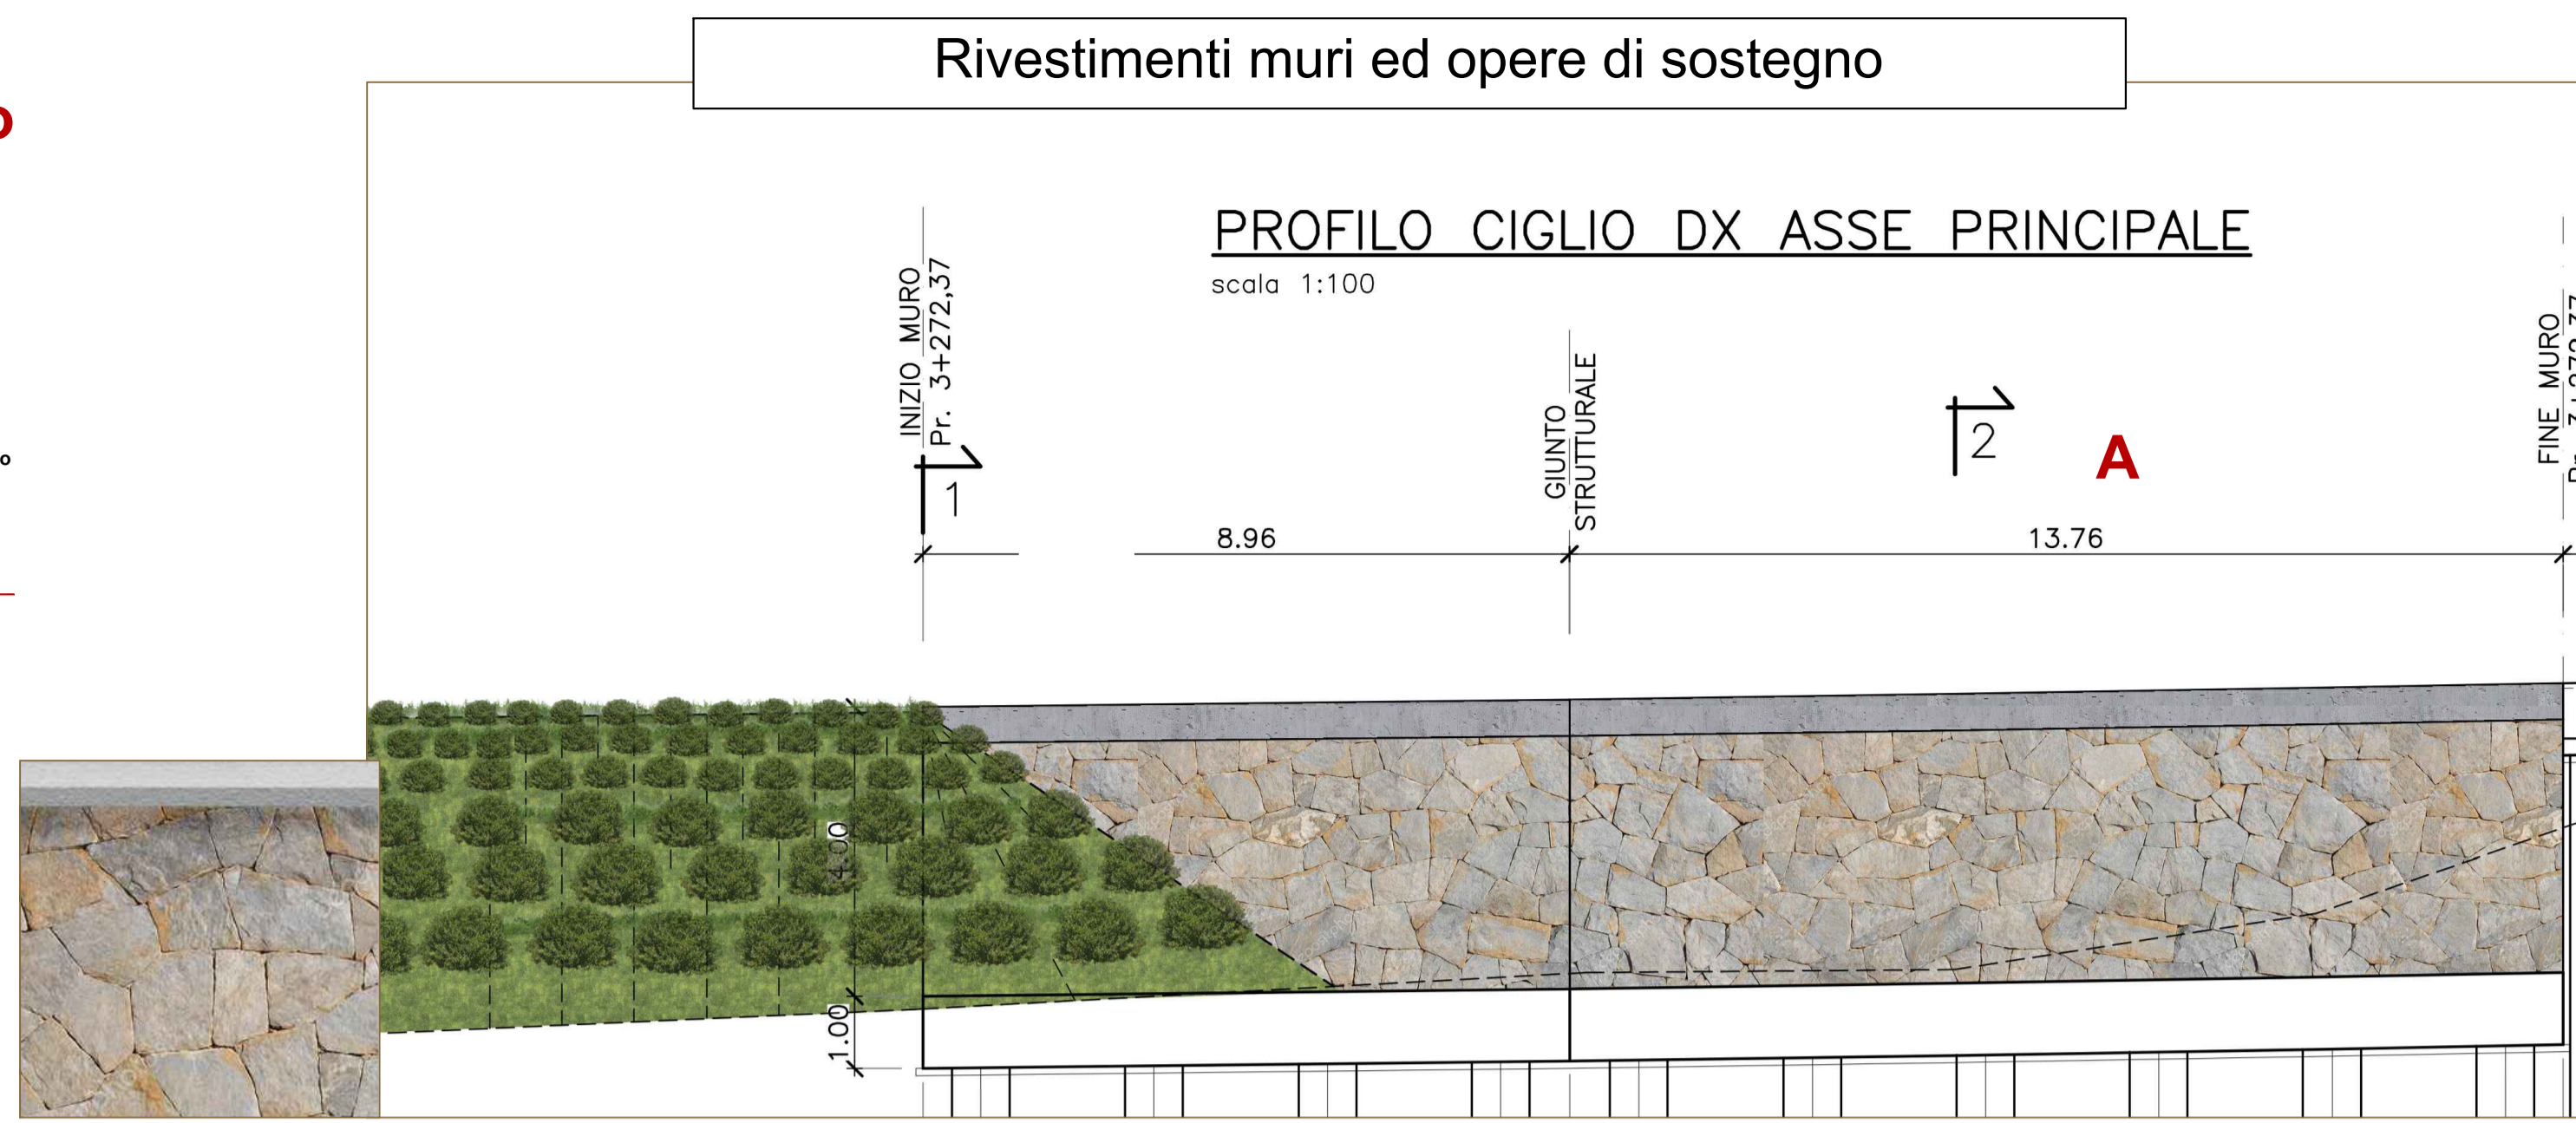 Rivestimenti muri ed opere di sostegno
PROFILO CIGLIO DX ASSE PRINCIPALE
scala 1:100
INIZIO MURO
Pr. 3+272,37
1
GIUNTO
STRUTTURALE
2
A
FINE MURO
8.96
13.76
4.00
1.00